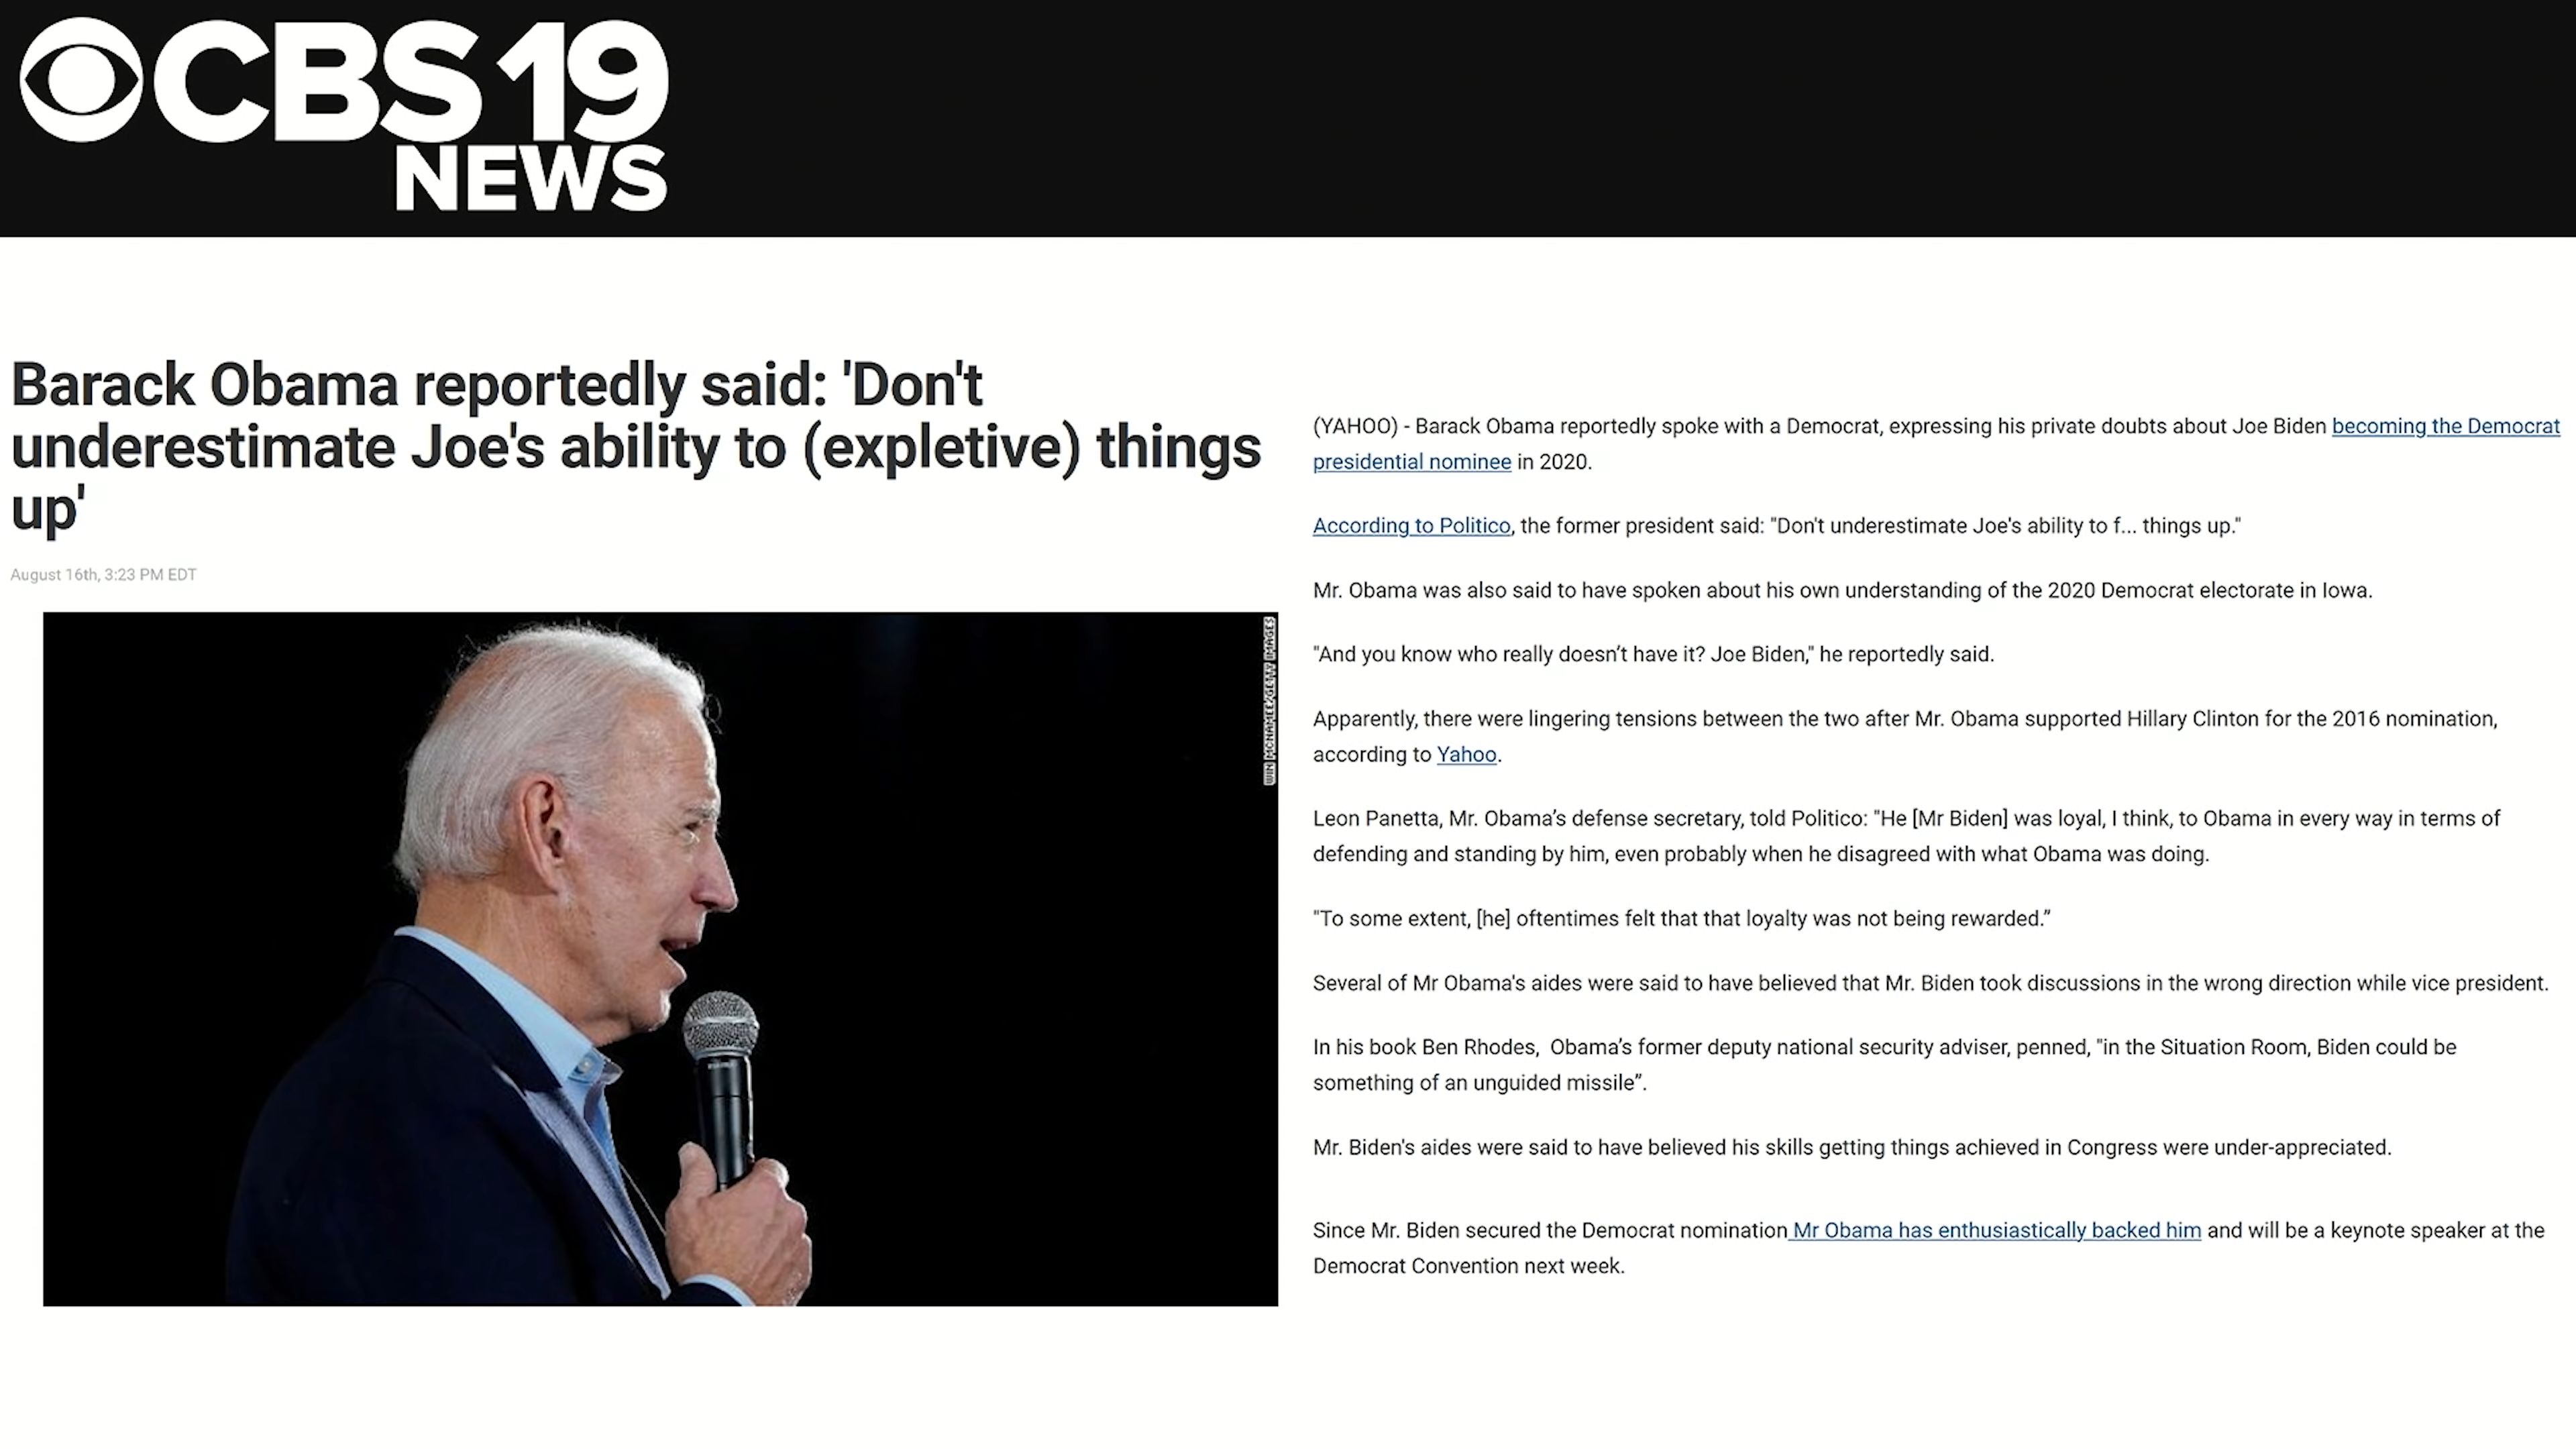 CBS 19
NEWS
Barack Obama reportedly said: 'Don't
underestimate Joe's ability to (expletive) things
up'
August 16th, 3:23 PM EDT
WIN MCNAMEE/GETTY IMAGES
(YAHOO) - Barack Obama reportedly spoke with a Democrat, expressing his private doubts about Joe Biden becoming the Democrat
presidential nominee in 2020.
According to Politico, the former president said: "Don't underestimate Joe's ability to f... things up."
Mr. Obama was also said to have spoken about his own understanding of the 2020 Democrat electorate in Iowa.
"And you know who really doesn’t have it? Joe Biden," he reportedly said.
Apparently, there were lingering tensions between the two after Mr. Obama supported Hillary Clinton for the 2016 nomination,
according to Yahoo.
Leon Panetta, Mr. Obama’s defense secretary, told Politico: "He [Mr Biden] was loyal, I think, to Obama in every way in terms of
defending and standing by him, even probably when he disagreed with what Obama was doing.
"To some extent, [he] oftentimes felt that that loyalty was not being rewarded.”
Several of Mr Obama's aides were said to have believed that Mr. Biden took discussions in the wrong direction while vice president.
In his book Ben Rhodes,  Obama’s former deputy national security adviser, penned, "in the Situation Room, Biden could be
something of an unguided missile”.
Mr. Biden's aides were said to have believed his skills getting things achieved in Congress were under-appreciated.
Since Mr. Biden secured the Democrat nomination Mr Obama has enthusiastically backed him and will be a keynote speaker at the
Democrat Convention next week.